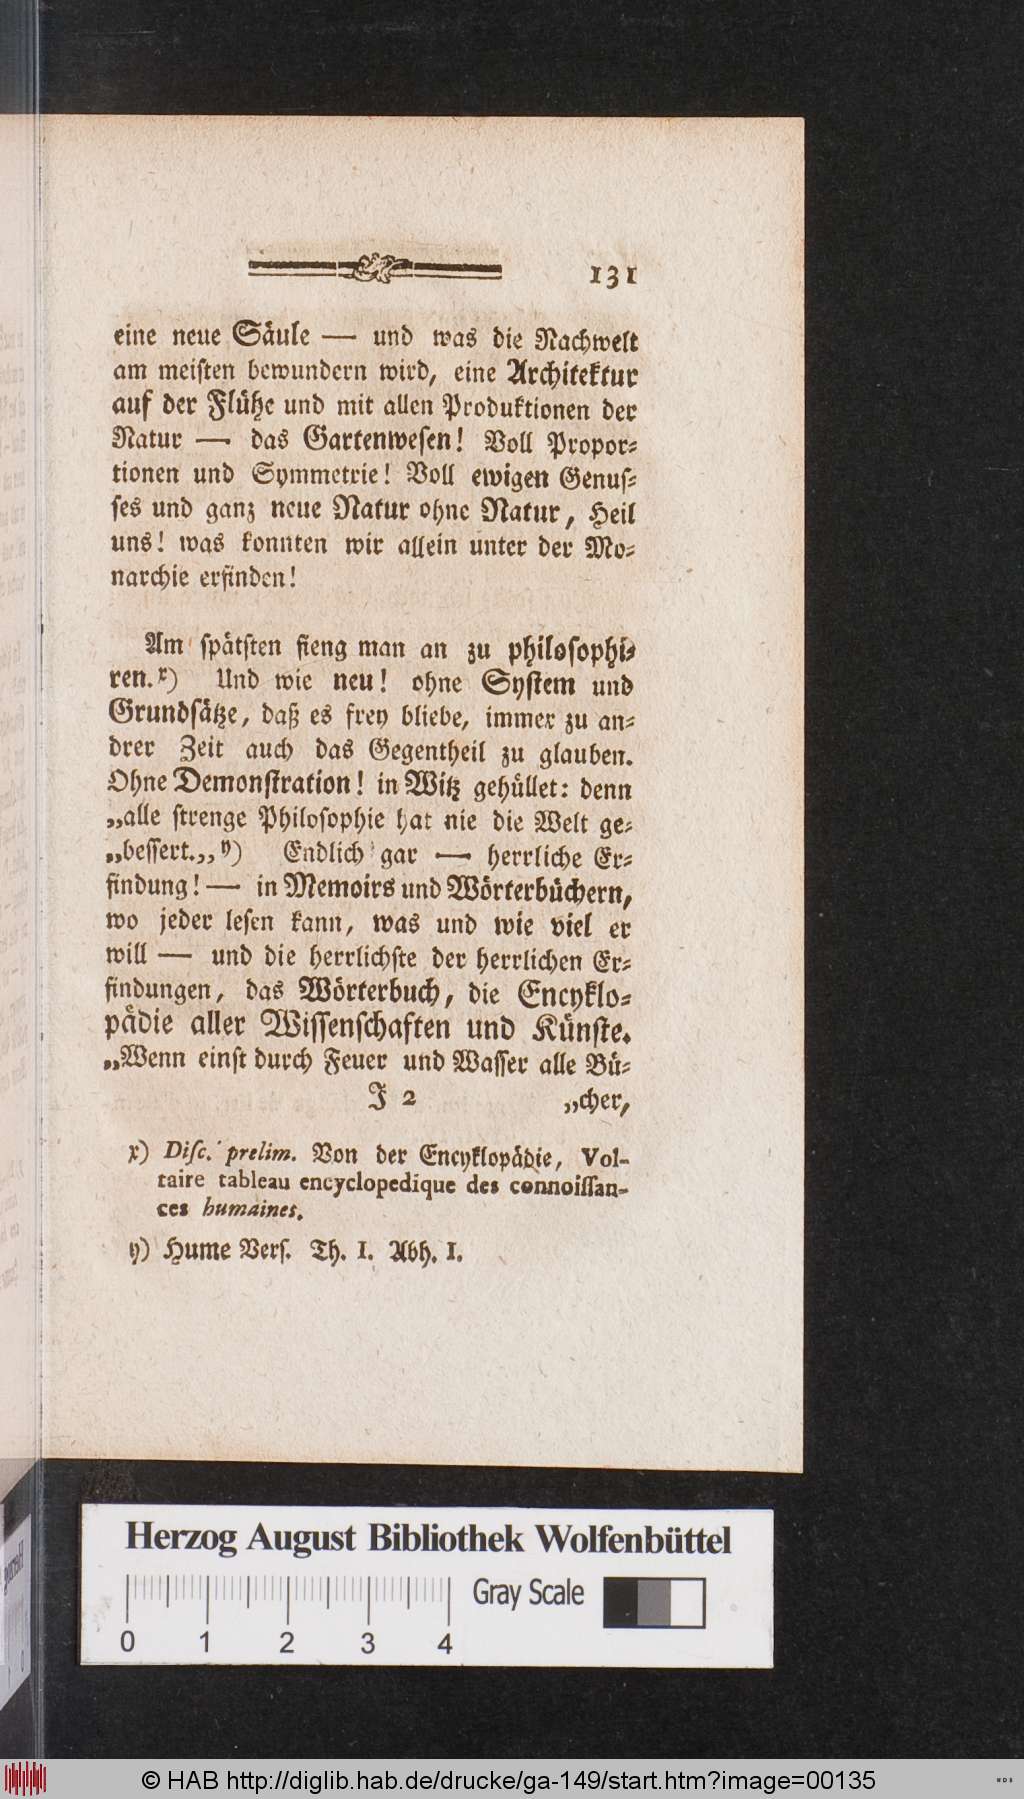 131
eine neue Säule — und was die Nachwelt
am meisten bewundern wird, eine Architektur
auf der Flühe und mit allen Produktionen der
Natur — das Gartenwesen! Voll Propor-
tionen und Symmetrie! Voll ewigen Genus-
ses und ganz neue Natur ohne Natur, Heil
uns! was konnten wir allein unter der Mo-
narchie erfinden!
Am spätsten fieng man an zu philosophi-
ren.x) Und wie neu! ohne System und
Grundsätze, daß es frey bliebe, immer zu an-
drer Zeit auch das Gegentheil zu glauben.
Ohne Demonstration! in Witz gehüllet: denn
„alle strenge Philosophie hat nie die Welt ge-
„bessert.„y) Endlich gar — herrliche Er-
findung! — in Memoirs und Wörterbüchern,
wo jeder lesen kann, was und wie viel er
will — und die herrlichste der herrlichen Er-
findungen, das Wörterbuch, die Encyklo-
pädie aller Wissenschaften und Künste.
„Wenn einst durch Feuer und Wasser alle Bü-
J 2 „cher,
x) Disc. prelim. Von der Encyklopädie, Vol-
taire tableau encyclopedique des connoissan-
ces humaines.
y) Hume Vers. Th. I. Abh. I.
Herzog August Bibliothek Wolfenbüttel
Gray Scale
0 1 2 3 4
© HAB http://diglib.hab.de/drucke/ga-149/start.htm?image=00135